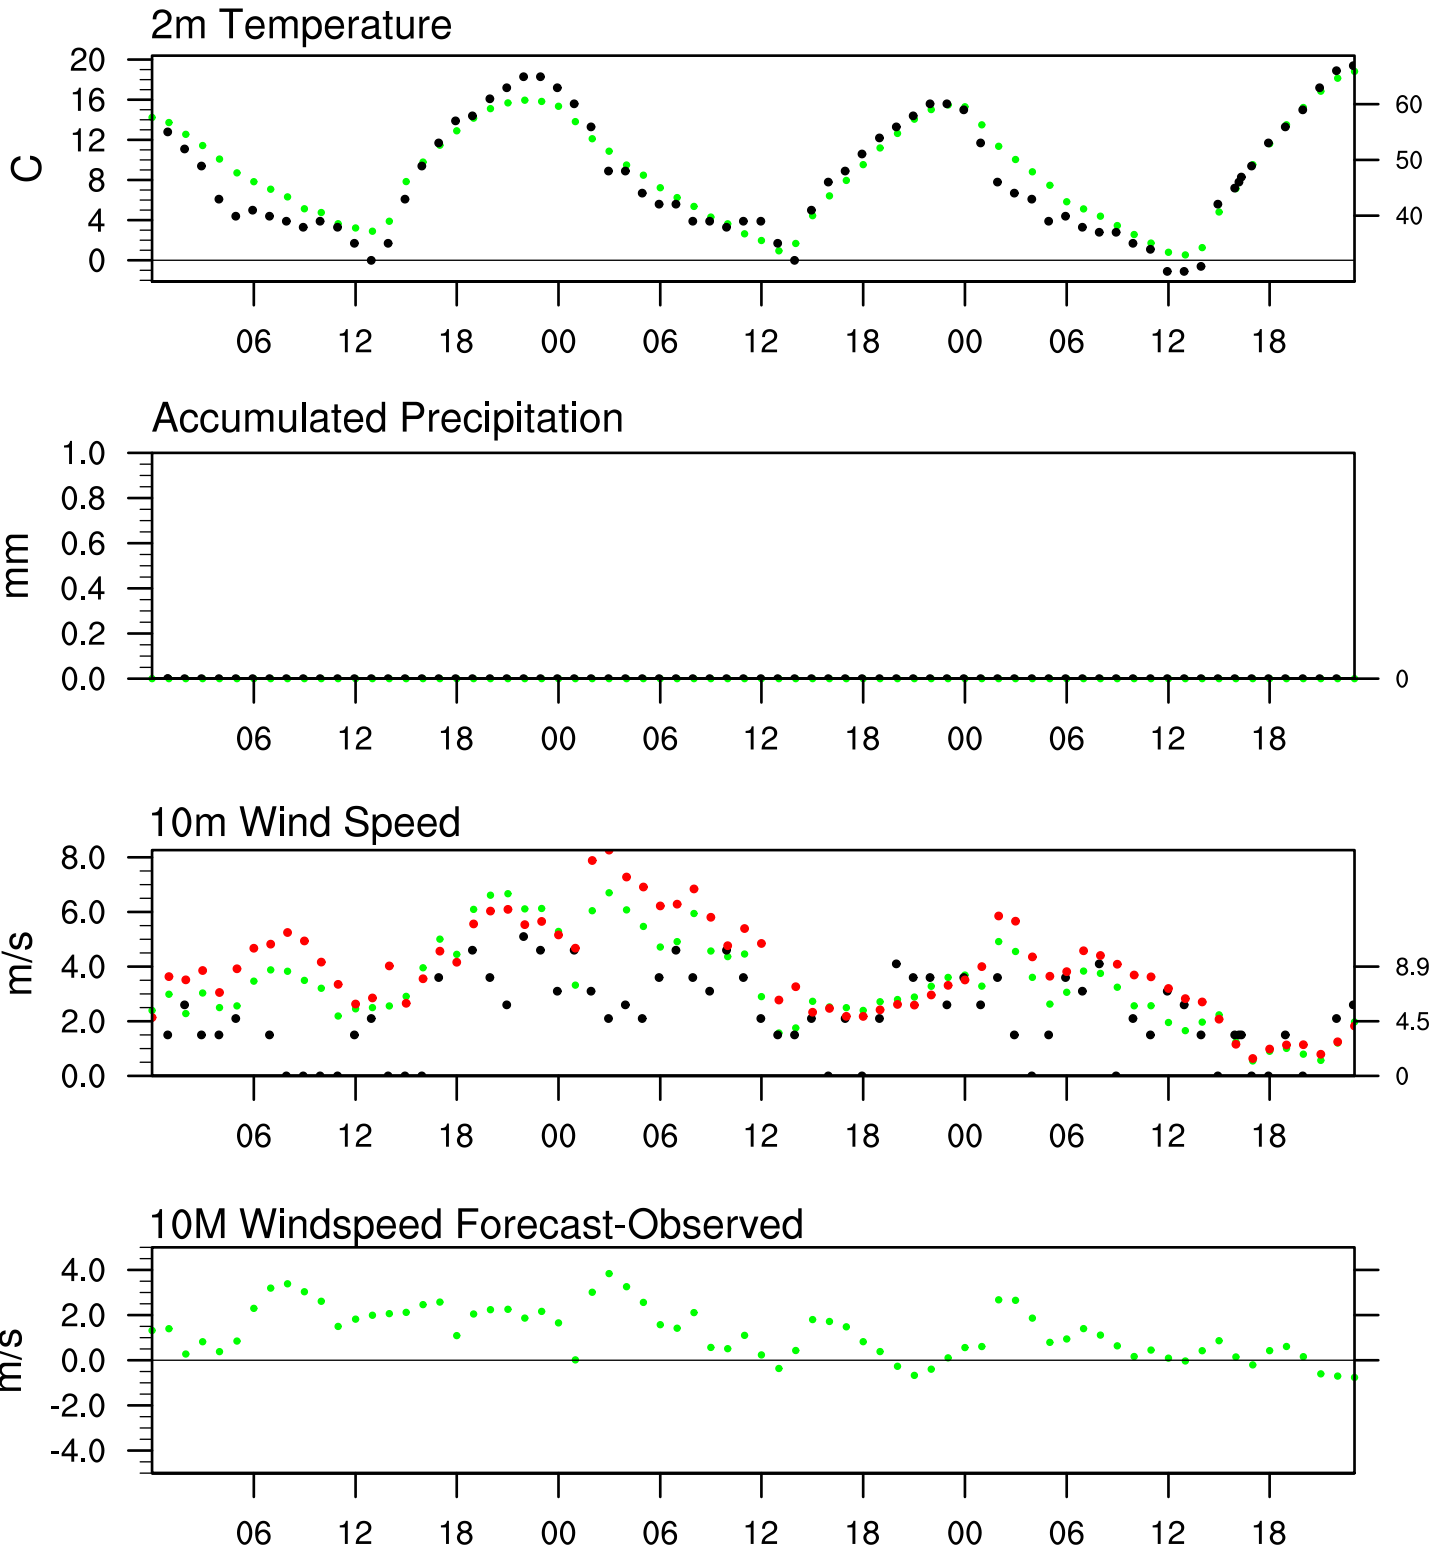 2m Temperature
20
16
12
8
4
0
C
60
50
40
06 12 18 00 06 12 18 00 06 12 18
Accumulated Precipitation
1.0
0.8
0.6
0.4
0.2
0.0
mm
0
06 12 18 00 06 12 18 00 06 12 18
10m Wind Speed
8.0
6.0
4.0
2.0
0.0
m/s
8.9
4.5
0
06 12 18 00 06 12 18 00 06 12 18
10M Windspeed Forecast-Observed
4.0
2.0
0.0
-2.0
-4.0
m/s
06 12 18 00 06 12 18 00 06 12 18